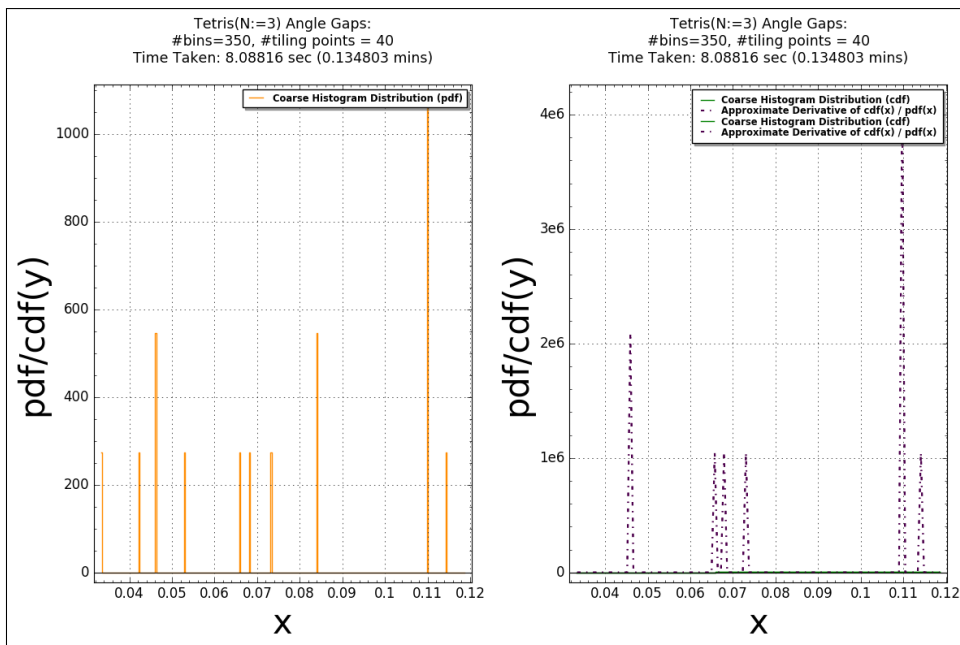 Tetris(N:=3) Angle Gaps:
#bins=350, #tiling points = 40
Time Taken: 8.08816 sec (0.134803 mins)
Coarse Histogram Distribution (pdf)
pdf/cdf(y)
1000
800
600
400
200
0
0.04 0.05 0.06 0.07 0.08 0.09 0.10 0.11 0.12
x
Tetris(N:=3) Angle Gaps:
#bins=350, #tiling points = 40
Time Taken: 8.08816 sec (0.134803 mins)
Coarse Histogram Distribution (cdf)
Approximate Derivative of cdf(x) / pdf(x)
Coarse Histogram Distribution (cdf)
Approximate Derivative of cdf(x) / pdf(x)
pdf/cdf(y)
4e6
3e6
2e6
1e6
0
0.04 0.05 0.06 0.07 0.08 0.09 0.10 0.11 0.12
x